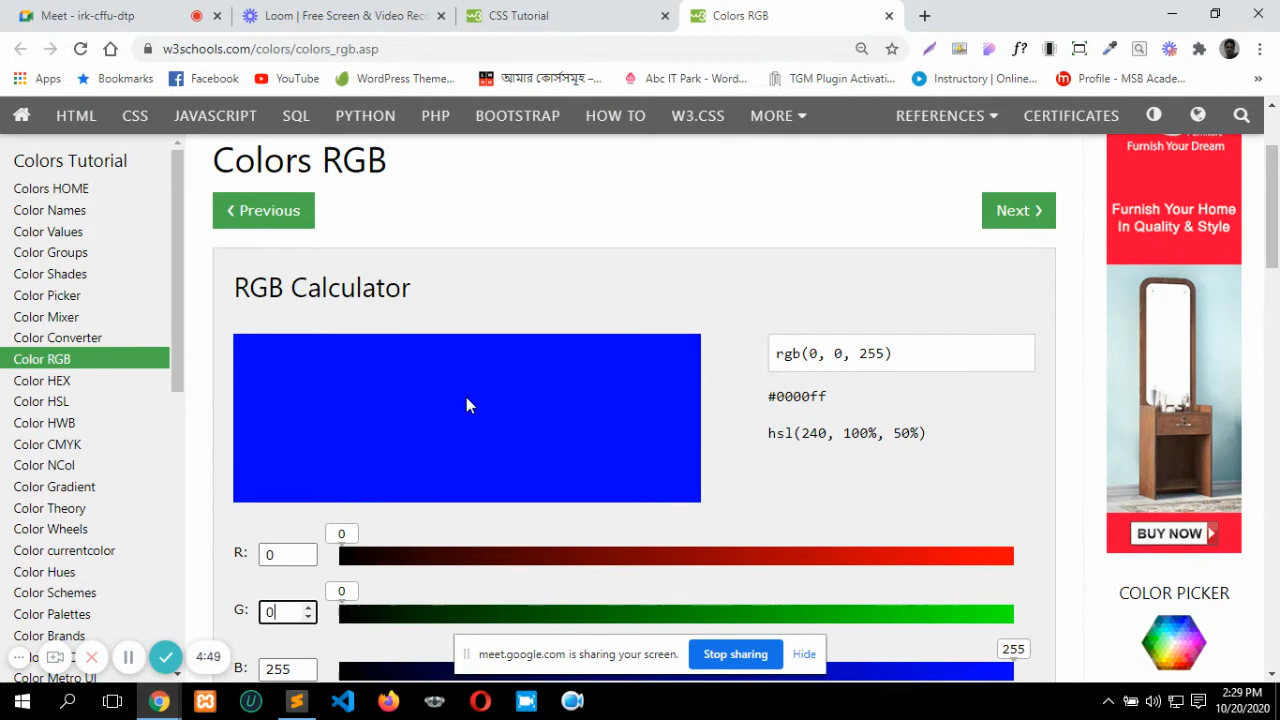 Meet - irk-cffu-dtp
Loom | Free Screen & Video Rec
CSS Tutorial
Colors RGB
w3schools.com/colors/colors_rgb.asp
Apps
Bookmarks
Facebook
YouTube
WordPress Theme...
আমার কোর্সসমূহ –...
Abc IT Park - Wor...
TGM Plugin Activati...
Instructory | Online...
Profile - MSB Acade...
HTML
CSS
JAVASCRIPT
SQL
PYTHON
PHP
BOOTSTRAP
HOW TO
W3.CSS
MORE
REFERENCES
CERTIFICATES
Colors Tutorial
Colors HOME
Color Names
Color Values
Color Groups
Color Shades
Color Picker
Color Mixer
Color Converter
Color RGB
Color HEX
Color HSL
Color HWB
Color CMYK
Color NCol
Color Gradient
Color Theory
Color Wheels
Color currentcolor
Color Hues
Color Schemes
Color Palettes
Color Brands
Color Metro UI
Colors RGB
❮ Previous
Next ❯
RGB Calculator
rgb(0, 0, 255)
#0000ff
hsl(240, 100%, 50%)
0
R: 0
0
G: 0
255
B: 255
Furnish Your Dream
Furnish Your Home
In Quality & Style
BUY NOW
COLOR PICKER
4:49
meet.google.com is sharing your screen.
Stop sharing
Hide
2:29 PM
10/20/2020